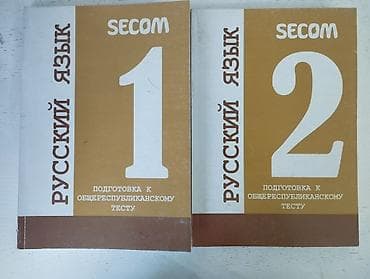 РУССКИЙ ЯЗЫК
SECOM
1
ПОДГОТОВКА К
ОБЩЕРЕСПУБЛИКАНСКОМУ
ТЕСТУ
РУССКИЙ ЯЗЫК
SECOM
2
ПОДГОТОВКА К
ОБЩЕРЕСПУБЛИКАНСКОМУ
ТЕСТУ